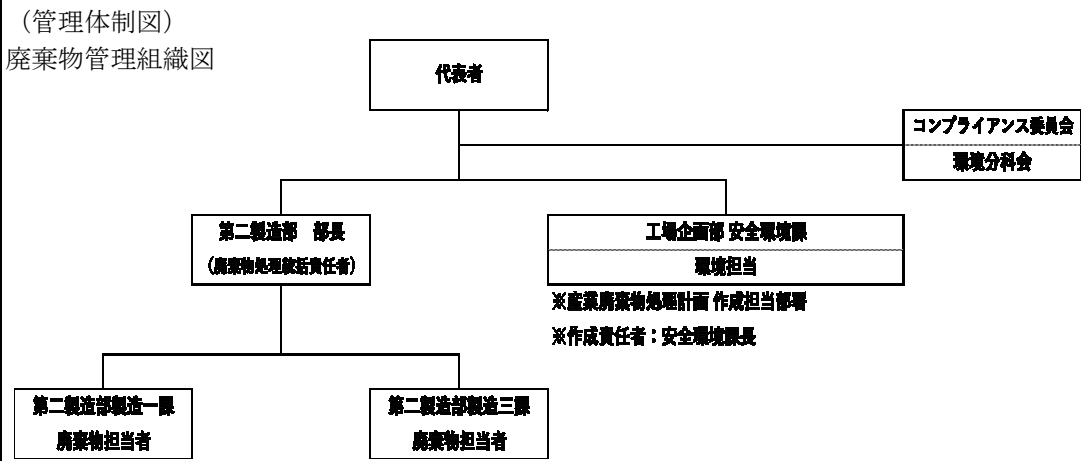 （管理体制図）
廃棄物管理組織図
代表者
コンプライアンス委員会
環境分科会
第二製造部　部長
（廃棄物処理統括責任者）
工場企画部 安全環境課
環境担当
※産業廃棄物処理計画 作成担当部署
※作成責任者：安全環境課長
第二製造部製造一課
廃棄物担当者
第二製造部製造三課
廃棄物担当者